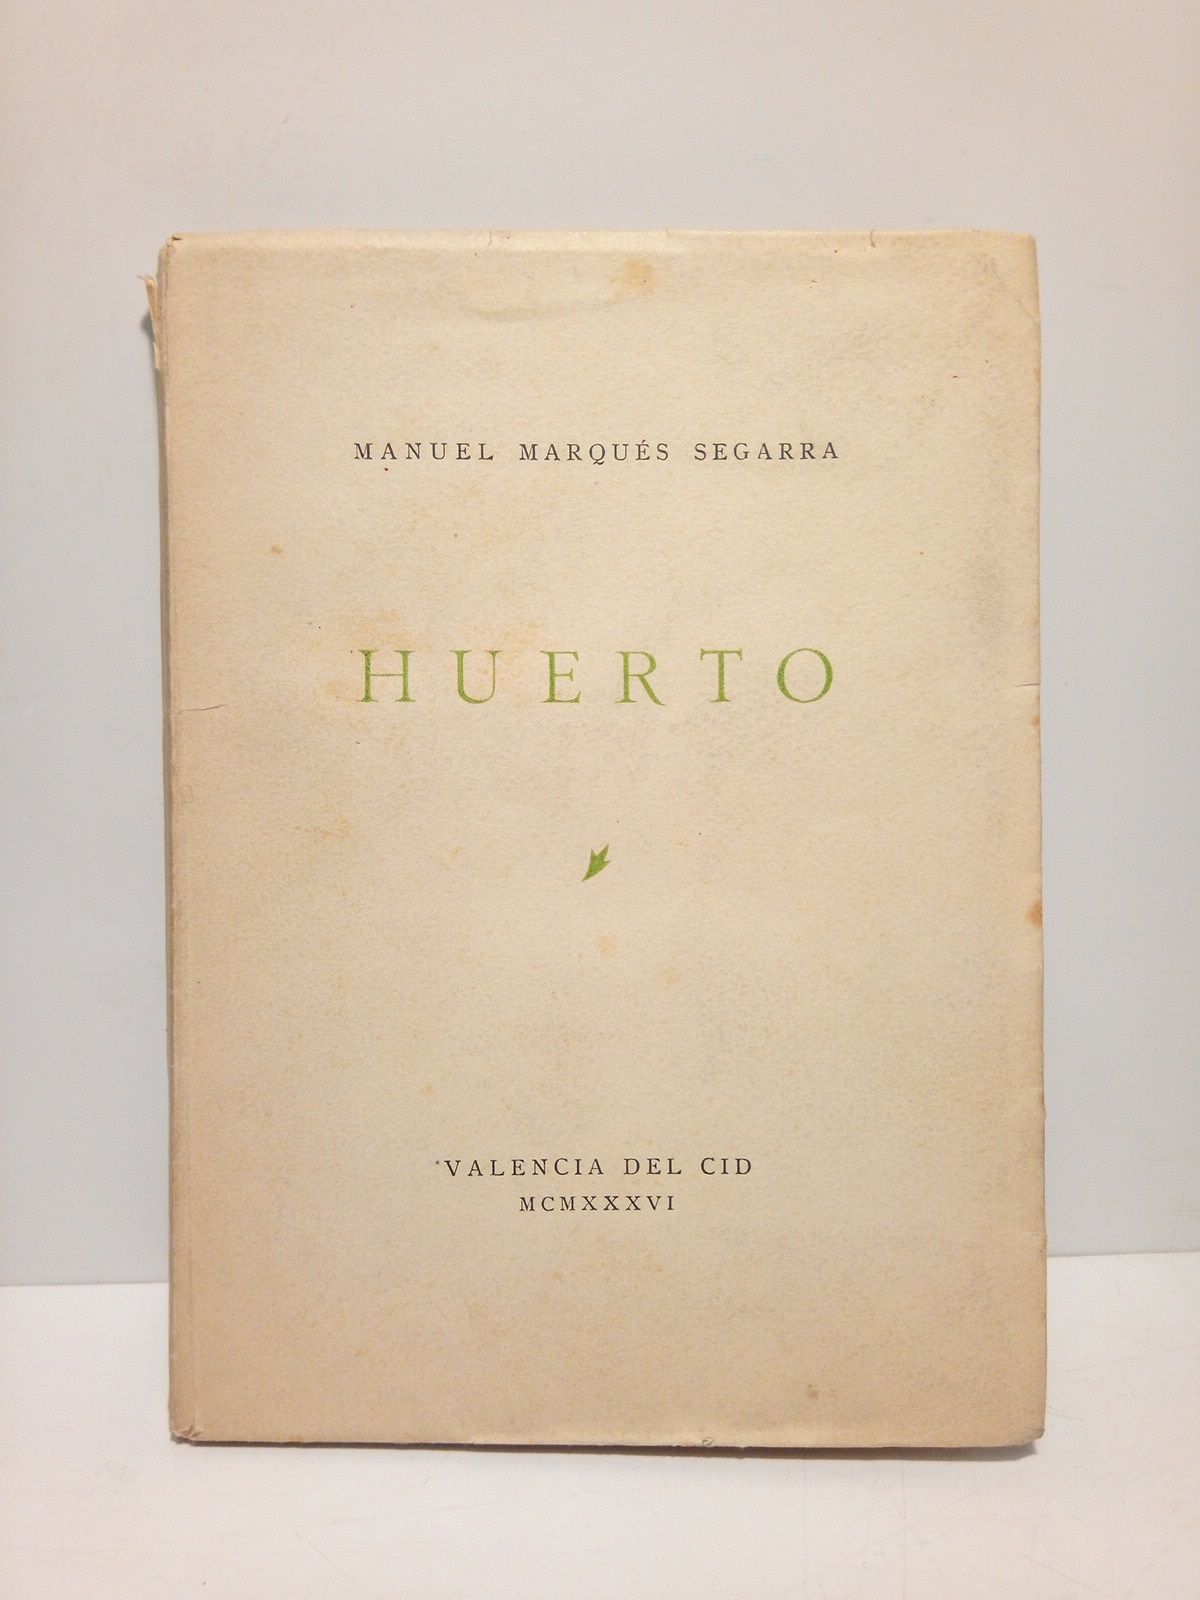 MANUEL MARQUÉS SEGARRA
HUERTO
VALENCIA DEL CID
MCMXXXVI